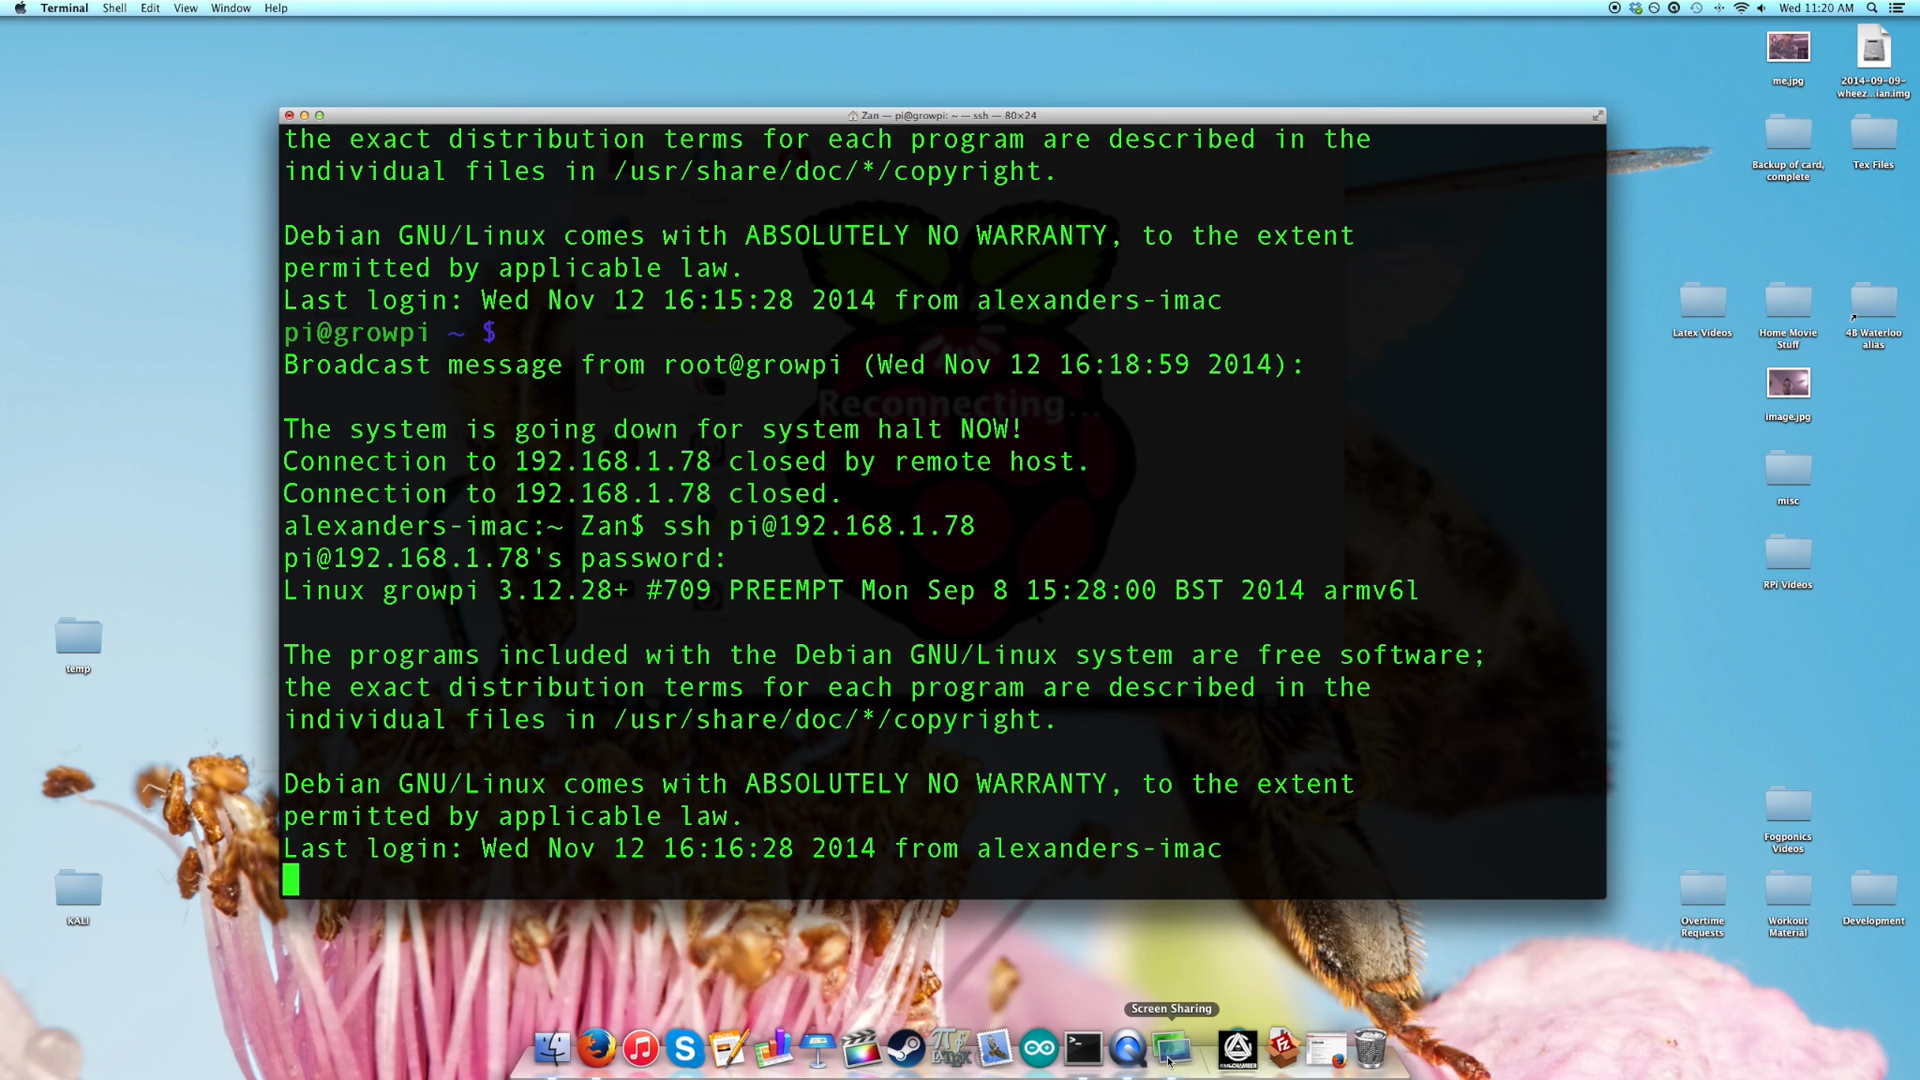 Terminal Shell Edit View Window Help Wed 11:20 AM
me.jpg
2014-09-09-
wheez...ian.img
Zan — pi@growpi: ~ — ssh — 80×24
the exact distribution terms for each program are described in the
individual files in /usr/share/doc/*/copyright.
Debian GNU/Linux comes with ABSOLUTELY NO WARRANTY, to the extent
permitted by applicable law.
Last login: Wed Nov 12 16:15:28 2014 from alexanders-imac
pi@growpi ~ $
Broadcast message from root@growpi (Wed Nov 12 16:18:59 2014):
Reconnecting...
The system is going down for system halt NOW!
Connection to 192.168.1.78 closed by remote host.
Connection to 192.168.1.78 closed.
alexanders-imac:~ Zan$ ssh pi@192.168.1.78
pi@192.168.1.78's password:
Linux growpi 3.12.28+ #709 PREEMPT Mon Sep 8 15:28:00 BST 2014 armv6l
The programs included with the Debian GNU/Linux system are free software;
the exact distribution terms for each program are described in the
individual files in /usr/share/doc/*/copyright.
Debian GNU/Linux comes with ABSOLUTELY NO WARRANTY, to the extent
permitted by applicable law.
Last login: Wed Nov 12 16:16:28 2014 from alexanders-imac
Backup of card,
complete
Tex Files
Latex Videos
Home Movie
Stuff
4B Waterloo
alias
image.jpg
misc
RPi Videos
temp
KALI
Fogponics
Videos
Overtime
Requests
Workout
Material
Development
Screen Sharing